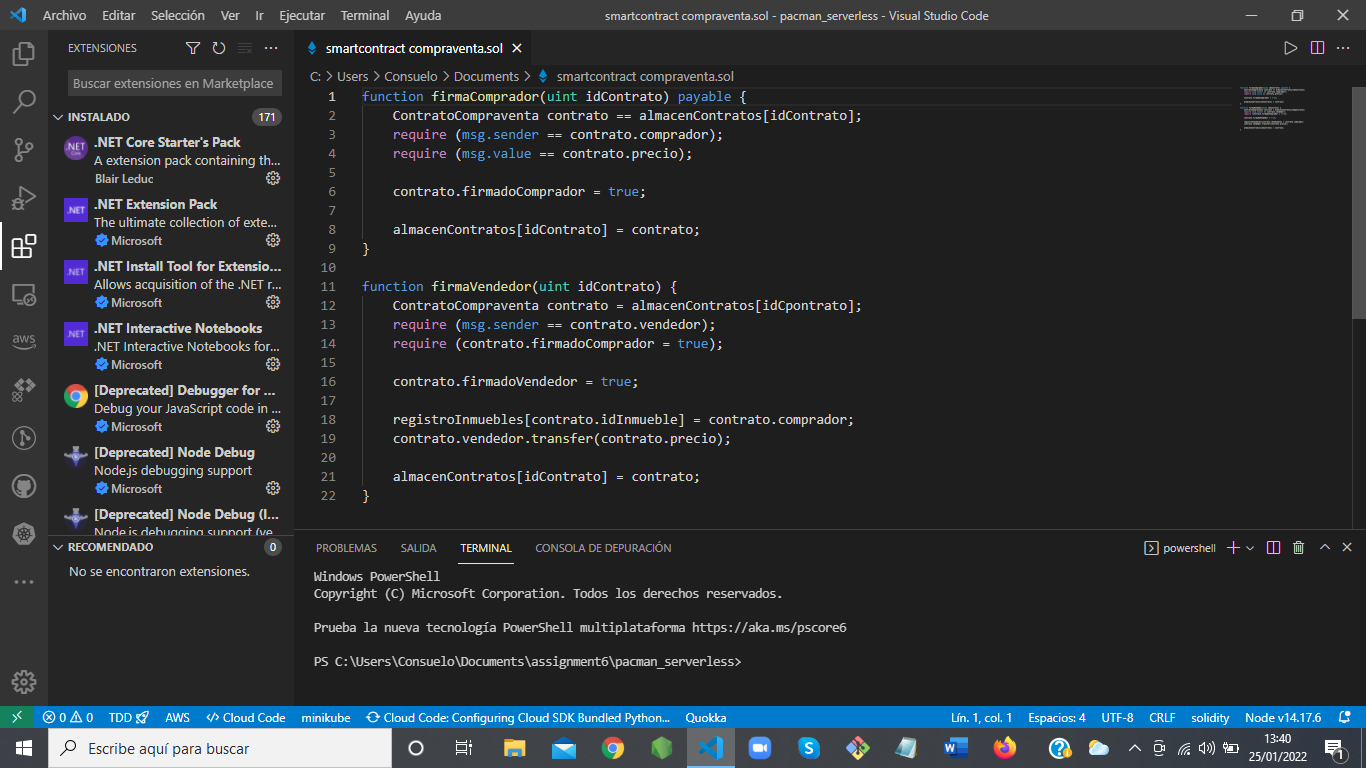 Archivo Editar Selección Ver Ir Ejecutar Terminal Ayuda
smartcontract compraventa.sol - pacman_serverless - Visual Studio Code
EXTENSIONES
Buscar extensiones en Marketplace
INSTALADO 171
.NET Core Starter's Pack
A extension pack containing th...
Blair Leduc
.NET Extension Pack
The ultimate collection of exte...
Microsoft
.NET Install Tool for Extensio...
Allows acquisition of the .NET r...
Microsoft
.NET Interactive Notebooks
.NET Interactive Notebooks for...
Microsoft
[Deprecated] Debugger for ...
Debug your JavaScript code in ...
Microsoft
[Deprecated] Node Debug
Node.js debugging support
Microsoft
[Deprecated] Node Debug (l...
Node.js debugging support (ve...
RECOMENDADO 0
No se encontraron extensiones.
aws
smartcontract compraventa.sol
C: > Users > Consuelo > Documents > smartcontract compraventa.sol
1 function firmaComprador(uint idContrato) payable {
2 ContratoCompraventa contrato == almacenContratos[idContrato];
3 require (msg.sender == contrato.comprador);
4 require (msg.value == contrato.precio);
5
6 contrato.firmadoComprador = true;
7
8 almacenContratos[idContrato] = contrato;
9 }
10
11 function firmaVendedor(uint idContrato) {
12 ContratoCompraventa contrato = almacenContratos[idCpontrato];
13 require (msg.sender == contrato.vendedor);
14 require (contrato.firmadoComprador = true);
15
16 contrato.firmadoVendedor = true;
17
18 registroInmuebles[contrato.idInmueble] = contrato.comprador;
19 contrato.vendedor.transfer(contrato.precio);
20
21 almacenContratos[idContrato] = contrato;
22 }
PROBLEMAS SALIDA TERMINAL CONSOLA DE DEPURACIÓN
powershell
Windows PowerShell
Copyright (C) Microsoft Corporation. Todos los derechos reservados.
Prueba la nueva tecnología PowerShell multiplataforma https://aka.ms/pscore6
PS C:\Users\Consuelo\Documents\assignment6\pacman_serverless>
0 0 TDD AWS Cloud Code minikube Cloud Code: Configuring Cloud SDK Bundled Python... Quokka
Lín. 1, col. 1 Espacios: 4 UTF-8 CRLF solidity Node v14.17.6
Escribe aquí para buscar
13:40
25/01/2022
1